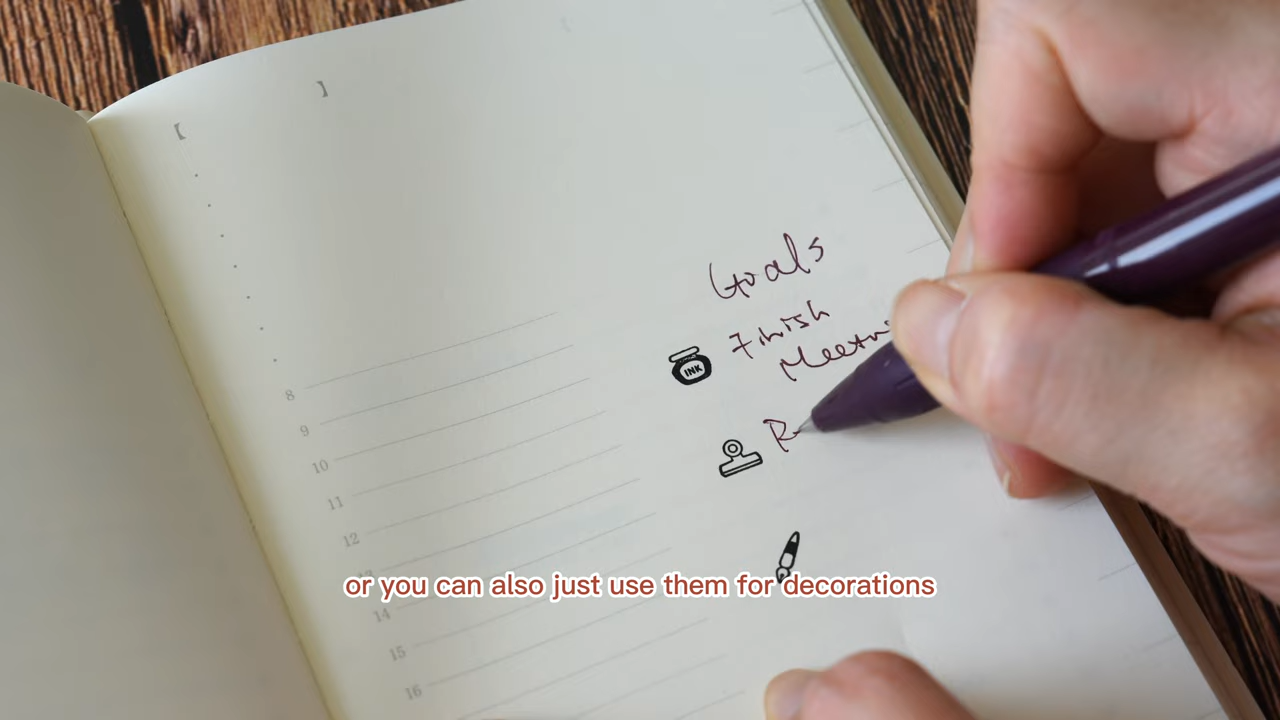 】
【
Goals
Finish
INK
R
8
9
10
11
12
13
14
15
16
or you can also just use them for decorations